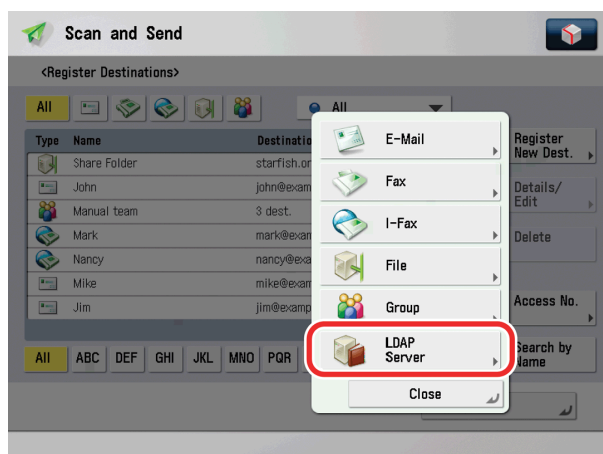 Scan and Send
<Register Destinations>
All
All
Type Name Destinatio
Share Folder starfish.or
John john@exam
Manual team 3 dest.
Mark mark@exam
Nancy nancy@exa
Mike mike@exam
Jim jim@examp
E-Mail
Fax
I-Fax
File
Group
LDAP
Server
Close
Register
New Dest.
Details/
Edit
Delete
Access No.
Search by
Name
All ABC DEF GHI JKL MNO PQR